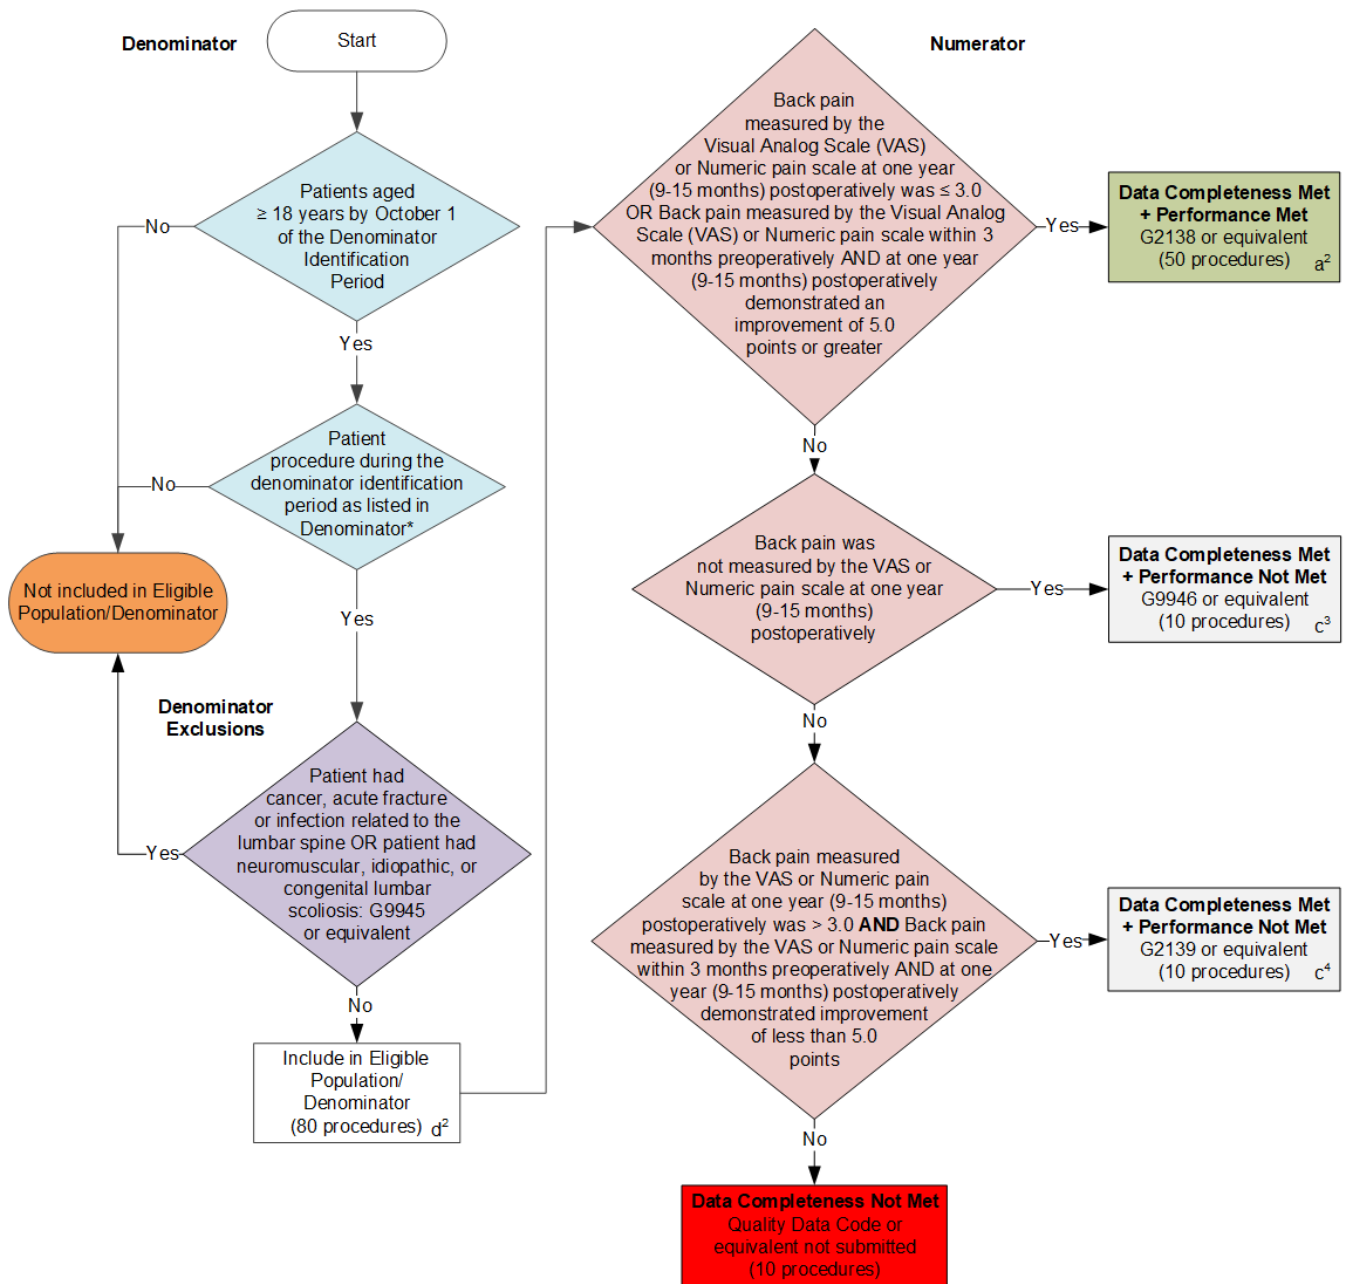 Denominator
Start
Numerator
Patients aged
≥ 18 years by October 1
of the Denominator
Identification
Period
No
Yes
Patient
procedure during the
denominator identification
period as listed in
Denominator*
No
Not included in Eligible
Population/Denominator
Yes
Denominator
Exclusions
Patient had
cancer, acute fracture
or infection related to the
lumbar spine OR patient had
neuromuscular, idiopathic, or
congenital lumbar
scoliosis: G9945
or equivalent
Yes
No
Include in Eligible
Population/
Denominator
(80 procedures) d²
Back pain
measured by the
Visual Analog Scale (VAS)
or Numeric pain scale at one year
(9-15 months) postoperatively was ≤ 3.0
OR Back pain measured by the Visual Analog
Scale (VAS) or Numeric pain scale within 3
months preoperatively AND at one year
(9-15 months) postoperatively
demonstrated an
improvement of 5.0
points or greater
Yes
Data Completeness Met
+ Performance Met
G2138 or equivalent
(50 procedures) a²
No
Back pain was
not measured by the VAS or
Numeric pain scale at one year
(9-15 months)
postoperatively
Yes
Data Completeness Met
+ Performance Not Met
G9946 or equivalent
(10 procedures) c³
No
Back pain measured
by the VAS or Numeric pain
scale at one year (9-15 months)
postoperatively was > 3.0 AND Back pain
measured by the VAS or Numeric pain scale
within 3 months preoperatively AND at one
year (9-15 months) postoperatively
demonstrated improvement
of less than 5.0
points
Yes
Data Completeness Met
+ Performance Not Met
G2139 or equivalent
(10 procedures) c⁴
No
Data Completeness Not Met
Quality Data Code or
equivalent not submitted
(10 procedures)